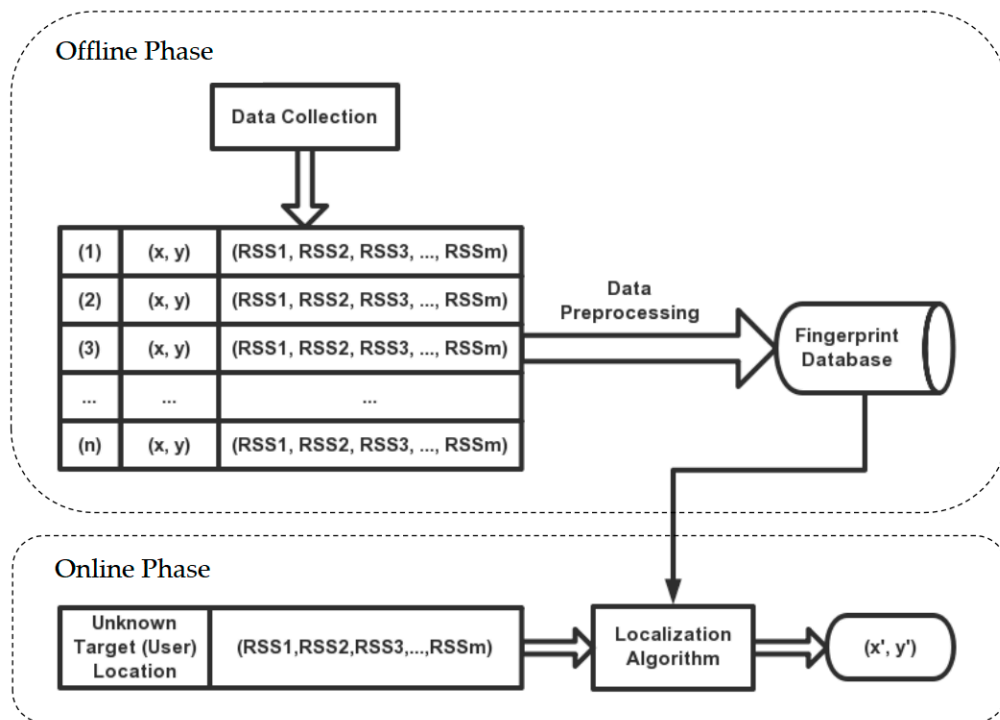 Offline Phase
Data Collection
(1) (x, y) (RSS1, RSS2, RSS3, ..., RSSm)
(2) (x, y) (RSS1, RSS2, RSS3, ..., RSSm)
(3) (x, y) (RSS1, RSS2, RSS3, ..., RSSm)
... ... ...
(n) (x, y) (RSS1, RSS2, RSS3, ..., RSSm)
Data
Preprocessing
Fingerprint
Database
Online Phase
Unknown
Target (User)
Location
(RSS1,RSS2,RSS3,...,RSSm)
Localization
Algorithm
(x', y')